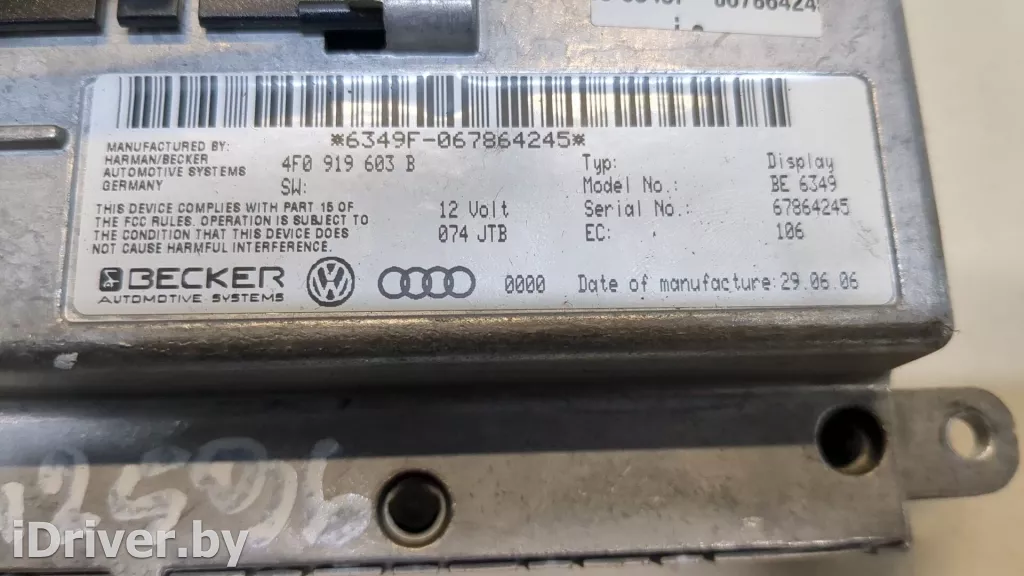 067864245
*6349F-067864245*
MANUFACTURED BY:
HARMAN/BECKER
AUTOMOTIVE SYSTEMS
GERMANY
4F0 919 603 B
SW:
Typ: Display
Model No.: BE 6349
Serial No.: 67864245
EC: 106
THIS DEVICE COMPLIES WITH PART 15 OF
THE FCC RULES. OPERATION IS SUBJECT TO
THE CONDITION THAT THIS DEVICE DOES
NOT CAUSE HARMFUL INTERFERENCE.
12 Volt
074 JTB
BECKER
AUTOMOTIVE SYSTEMS
0000
Date of manufacture: 29.06.06
iDriver.by